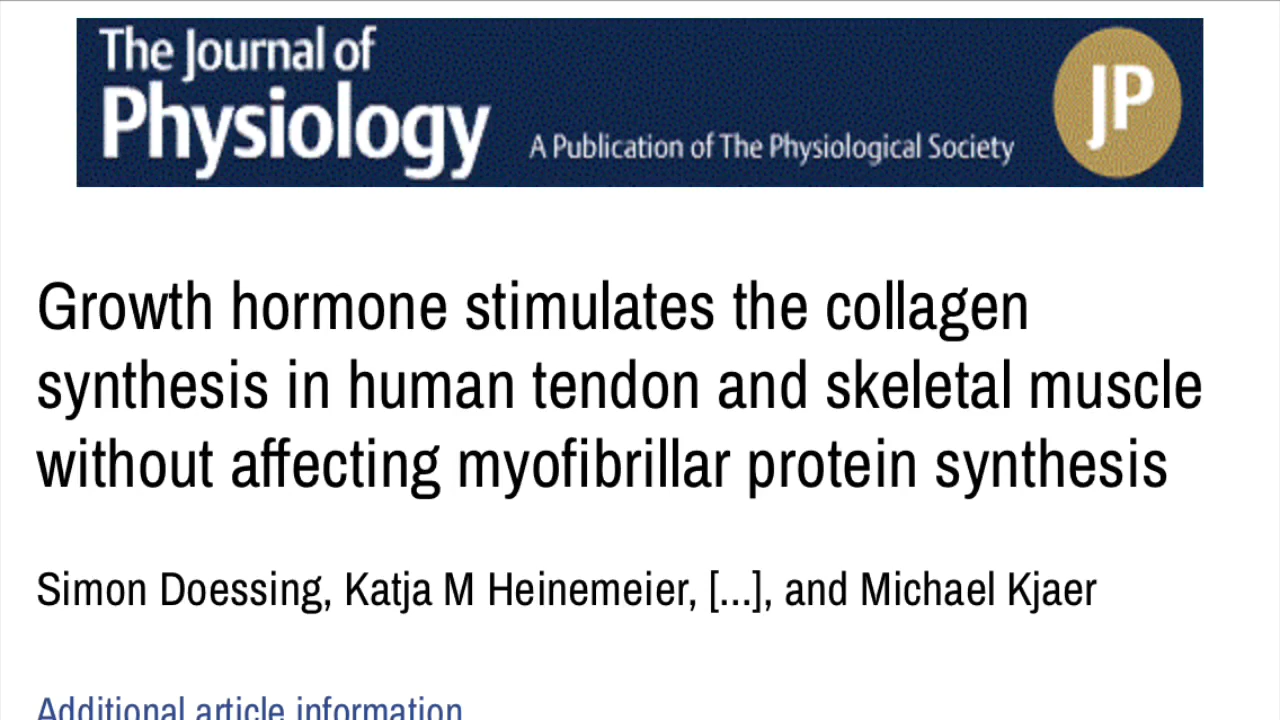 The Journal of
Physiology
A Publication of The Physiological Society
JP
Growth hormone stimulates the collagen
synthesis in human tendon and skeletal muscle
without affecting myofibrillar protein synthesis
Simon Doessing, Katja M Heinemeier, [...], and Michael Kjaer
Additional article information